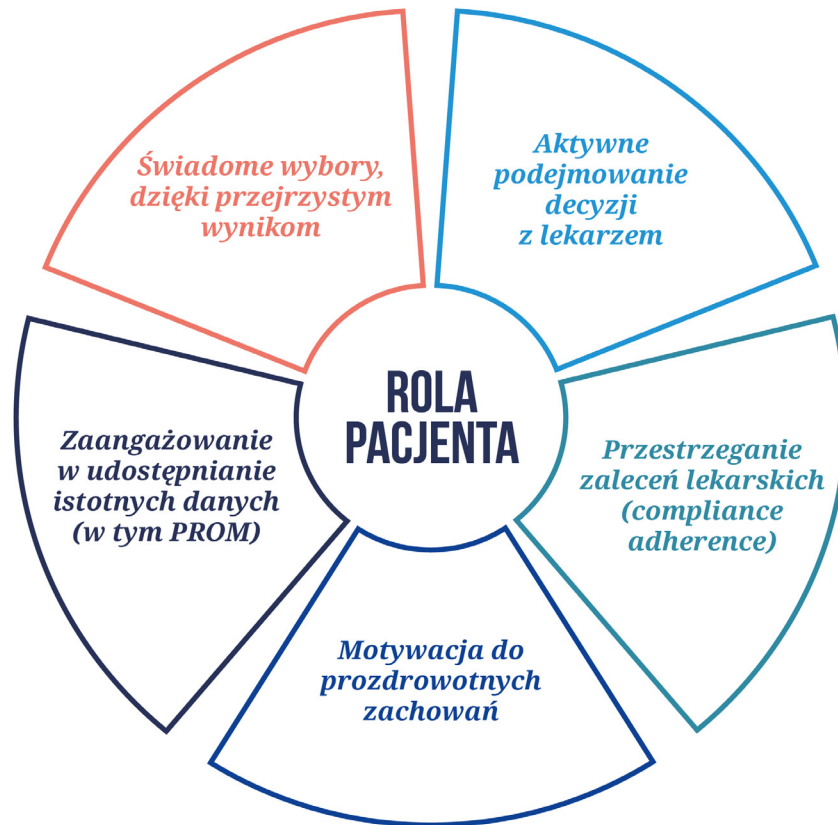 Świadome wybory,
dzięki przejrzystym
wynikom
Aktywne
podejmowanie
decyzji
z lekarzem
ROLA
PACJENTA
Zaangażowanie
w udostępnianie
istotnych danych
(w tym PROM)
Przestrzeganie
zaleceń lekarskich
(compliance
adherence)
Motywacja do
prozdrowotnych
zachowań